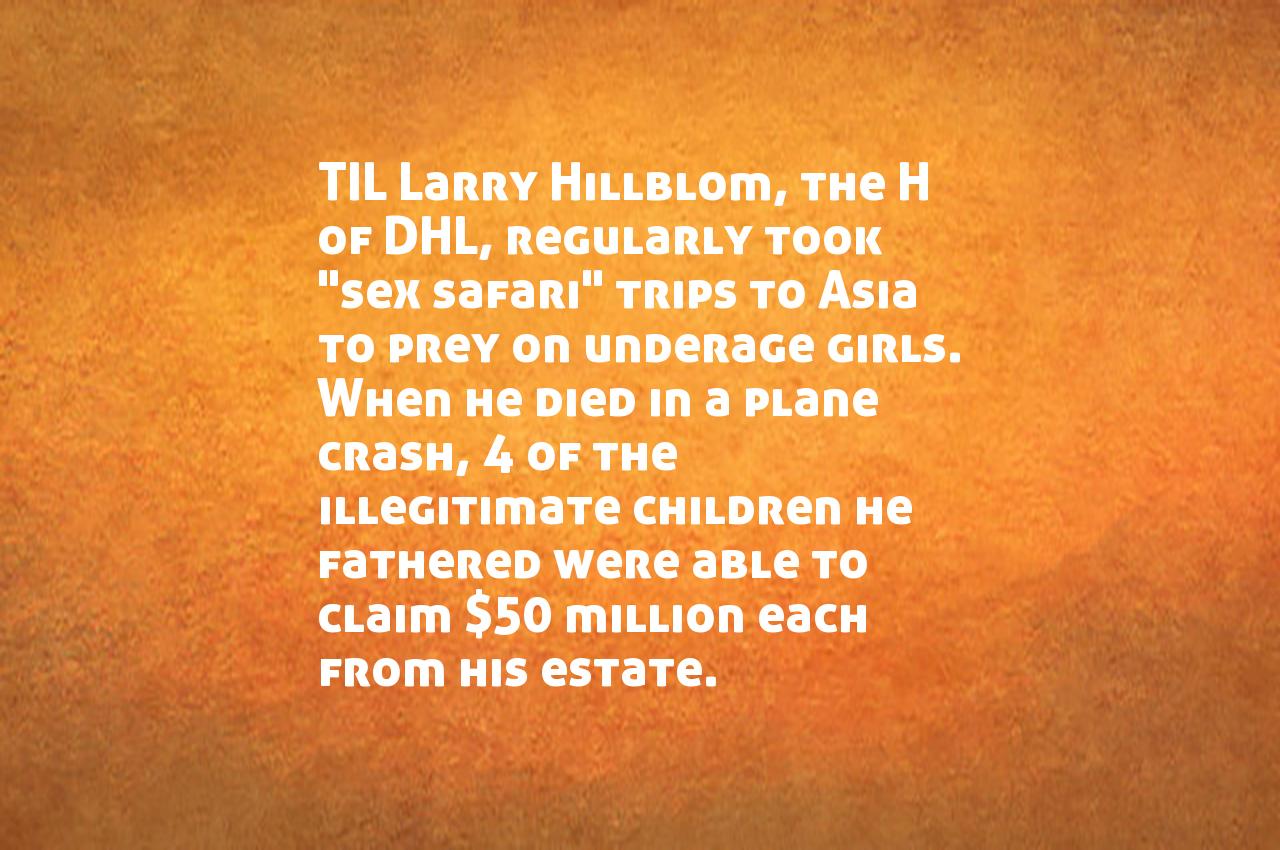 TIL Larry Hillblom, the H
of DHL, regularly took
"sex safari" trips to Asia
to prey on underage girls.
When he died in a plane
crash, 4 of the
illegitimate children he
fathered were able to
claim $50 million each
from his estate.